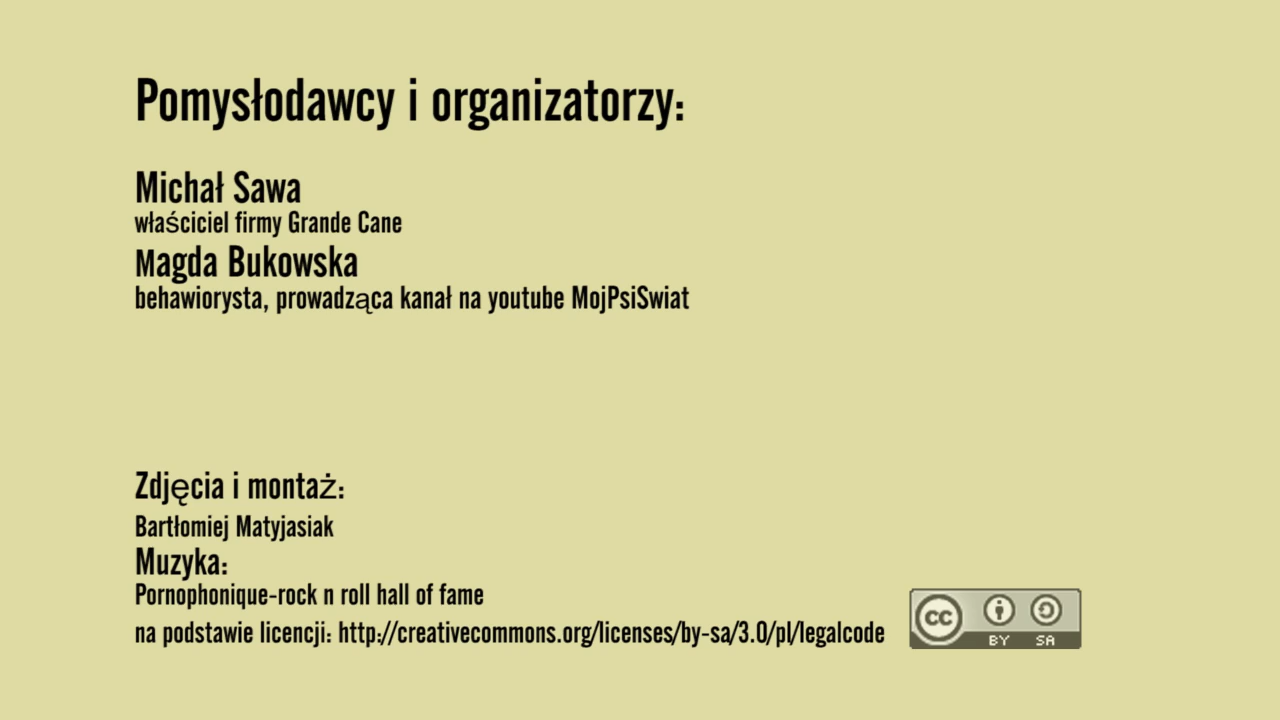 Pomysłodawcy i organizatorzy:
Michał Sawa
właściciel firmy Grande Cane
Magda Bukowska
behawiorysta, prowadząca kanał na youtube MojPsiSwiat
Zdjęcia i montaż:
Bartłomiej Matyjasiak
Muzyka:
Pornophonique-rock n roll hall of fame
na podstawie licencji: http://creativecommons.org/licenses/by-sa/3.0/pl/legalcode
cc
BY SA